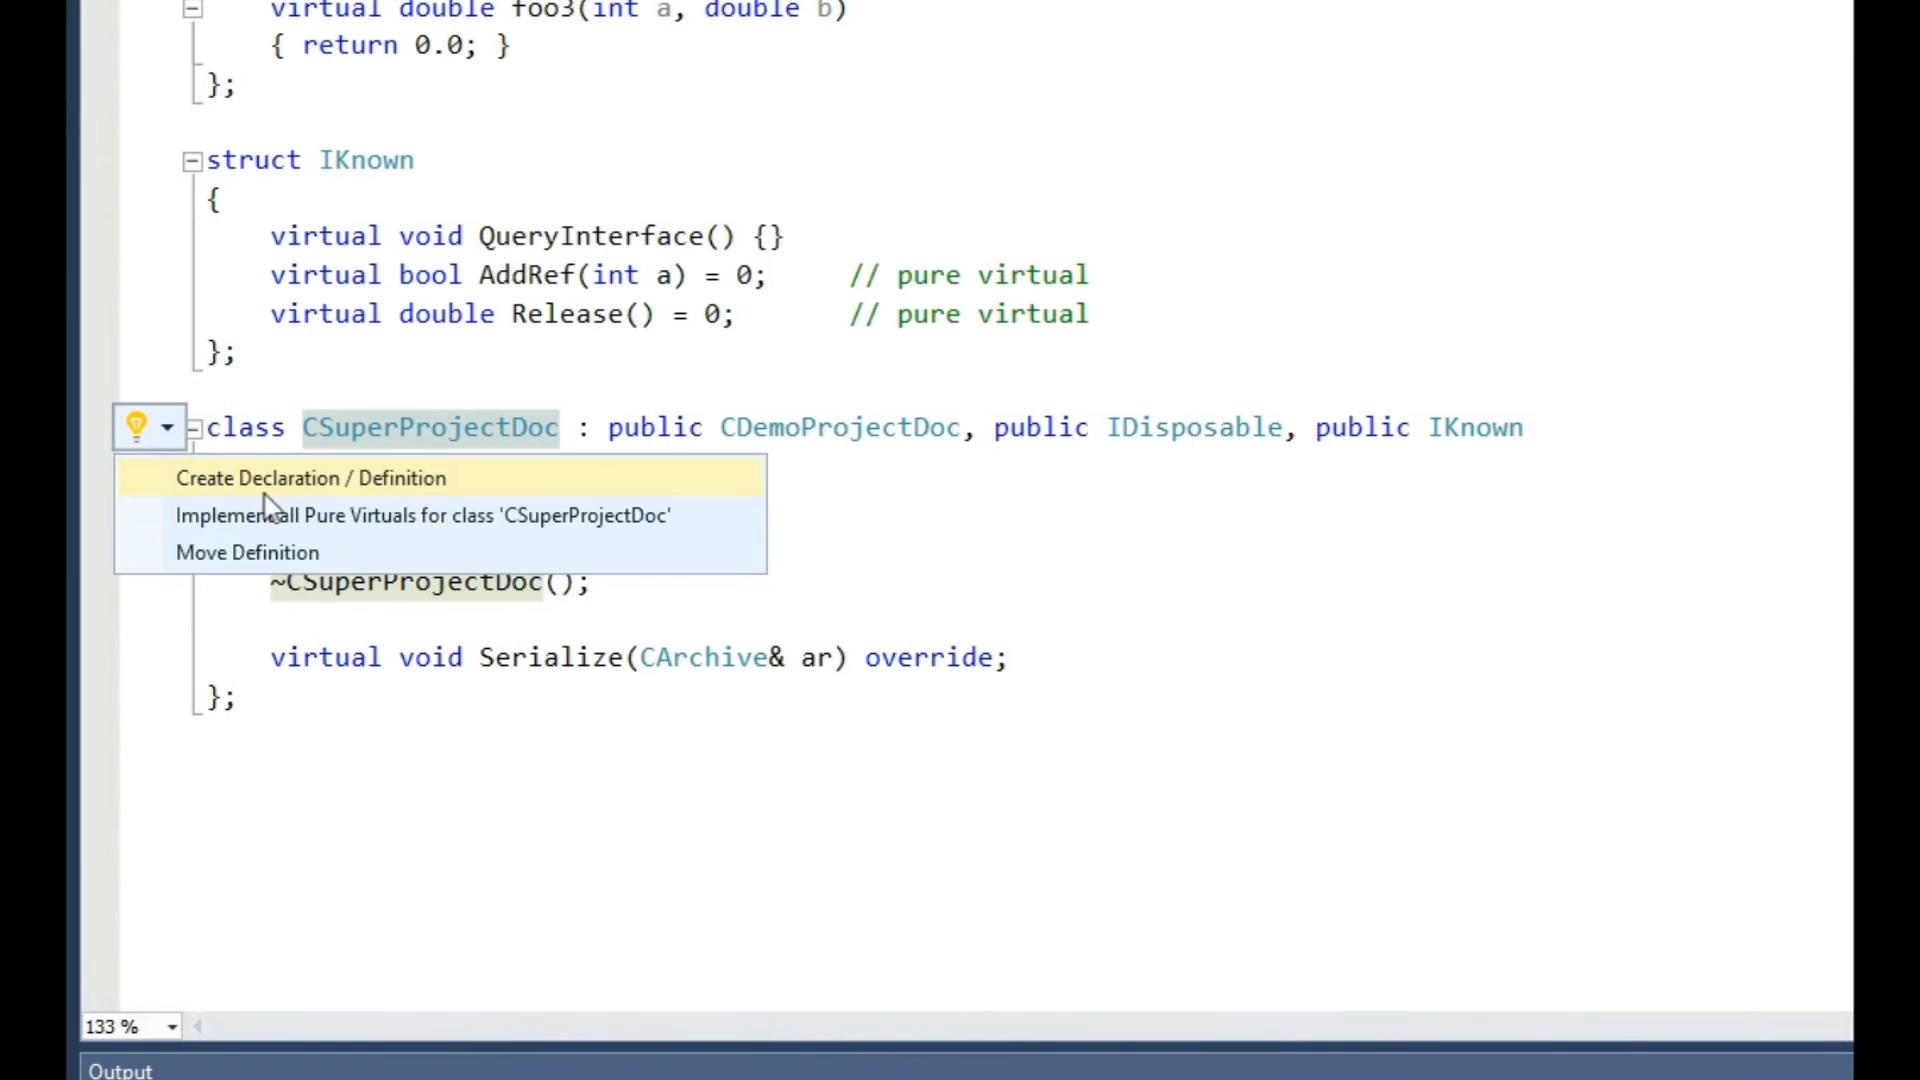 virtual double foo3(int a, double b)
{ return 0.0; }
};
struct IKnown
{
virtual void QueryInterface() {}
virtual bool AddRef(int a) = 0;     // pure virtual
virtual double Release() = 0;       // pure virtual
};
class CSuperProjectDoc : public CDemoProjectDoc, public IDisposable, public IKnown
Create Declaration / Definition
Implement all Pure Virtuals for class 'CSuperProjectDoc'
Move Definition
~CSuperProjectDoc();
virtual void Serialize(CArchive& ar) override;
};
133 %
Output